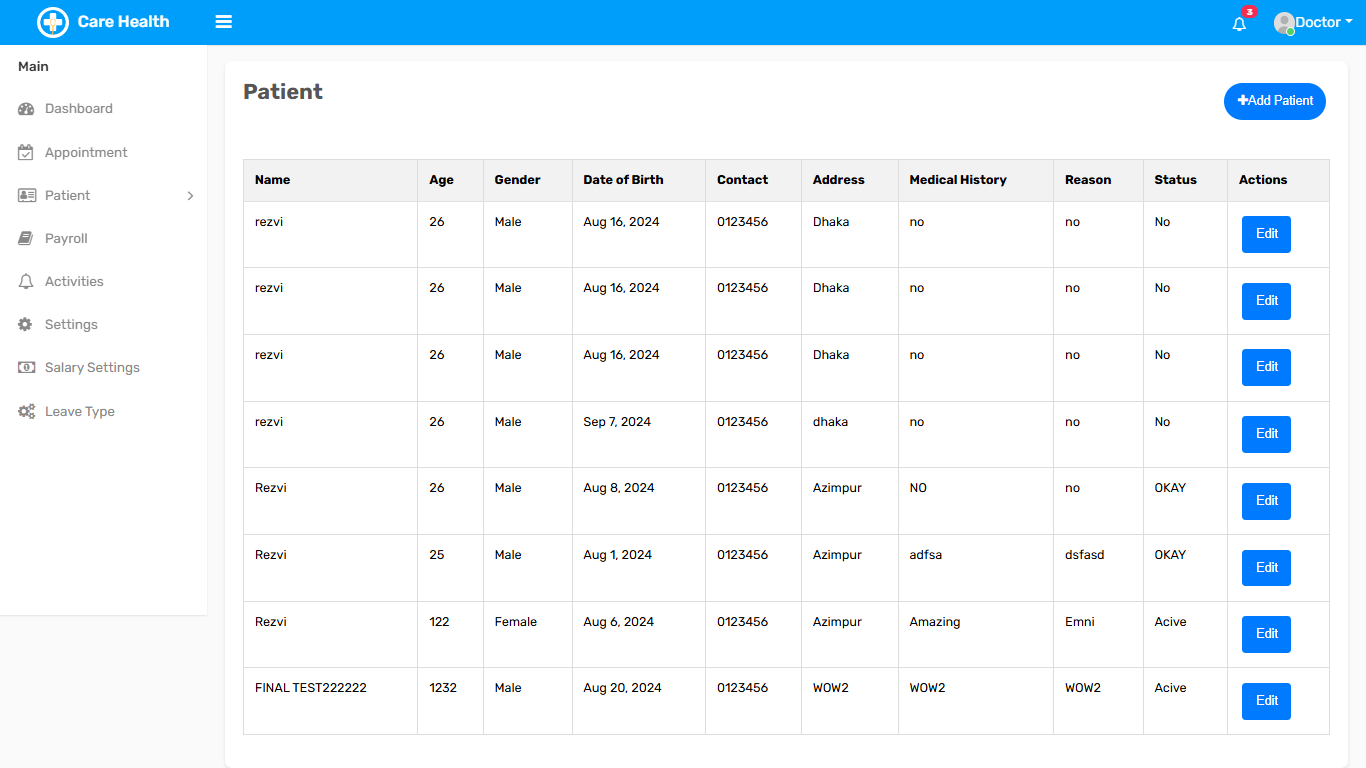 Care Health
3
Doctor
Main
Dashboard
Appointment
Patient
Payroll
Activities
Settings
Salary Settings
Leave Type
Patient
Add Patient
Name Age Gender Date of Birth Contact Address Medical History Reason Status Actions
rezvi 26 Male Aug 16, 2024 0123456 Dhaka no no No Edit
rezvi 26 Male Aug 16, 2024 0123456 Dhaka no no No Edit
rezvi 26 Male Aug 16, 2024 0123456 Dhaka no no No Edit
rezvi 26 Male Sep 7, 2024 0123456 dhaka no no No Edit
Rezvi 26 Male Aug 8, 2024 0123456 Azimpur NO no OKAY Edit
Rezvi 25 Male Aug 1, 2024 0123456 Azimpur adfsa dsfasd OKAY Edit
Rezvi 122 Female Aug 6, 2024 0123456 Azimpur Amazing Emni Acive Edit
FINAL TEST222222 1232 Male Aug 20, 2024 0123456 WOW2 WOW2 WOW2 Acive Edit